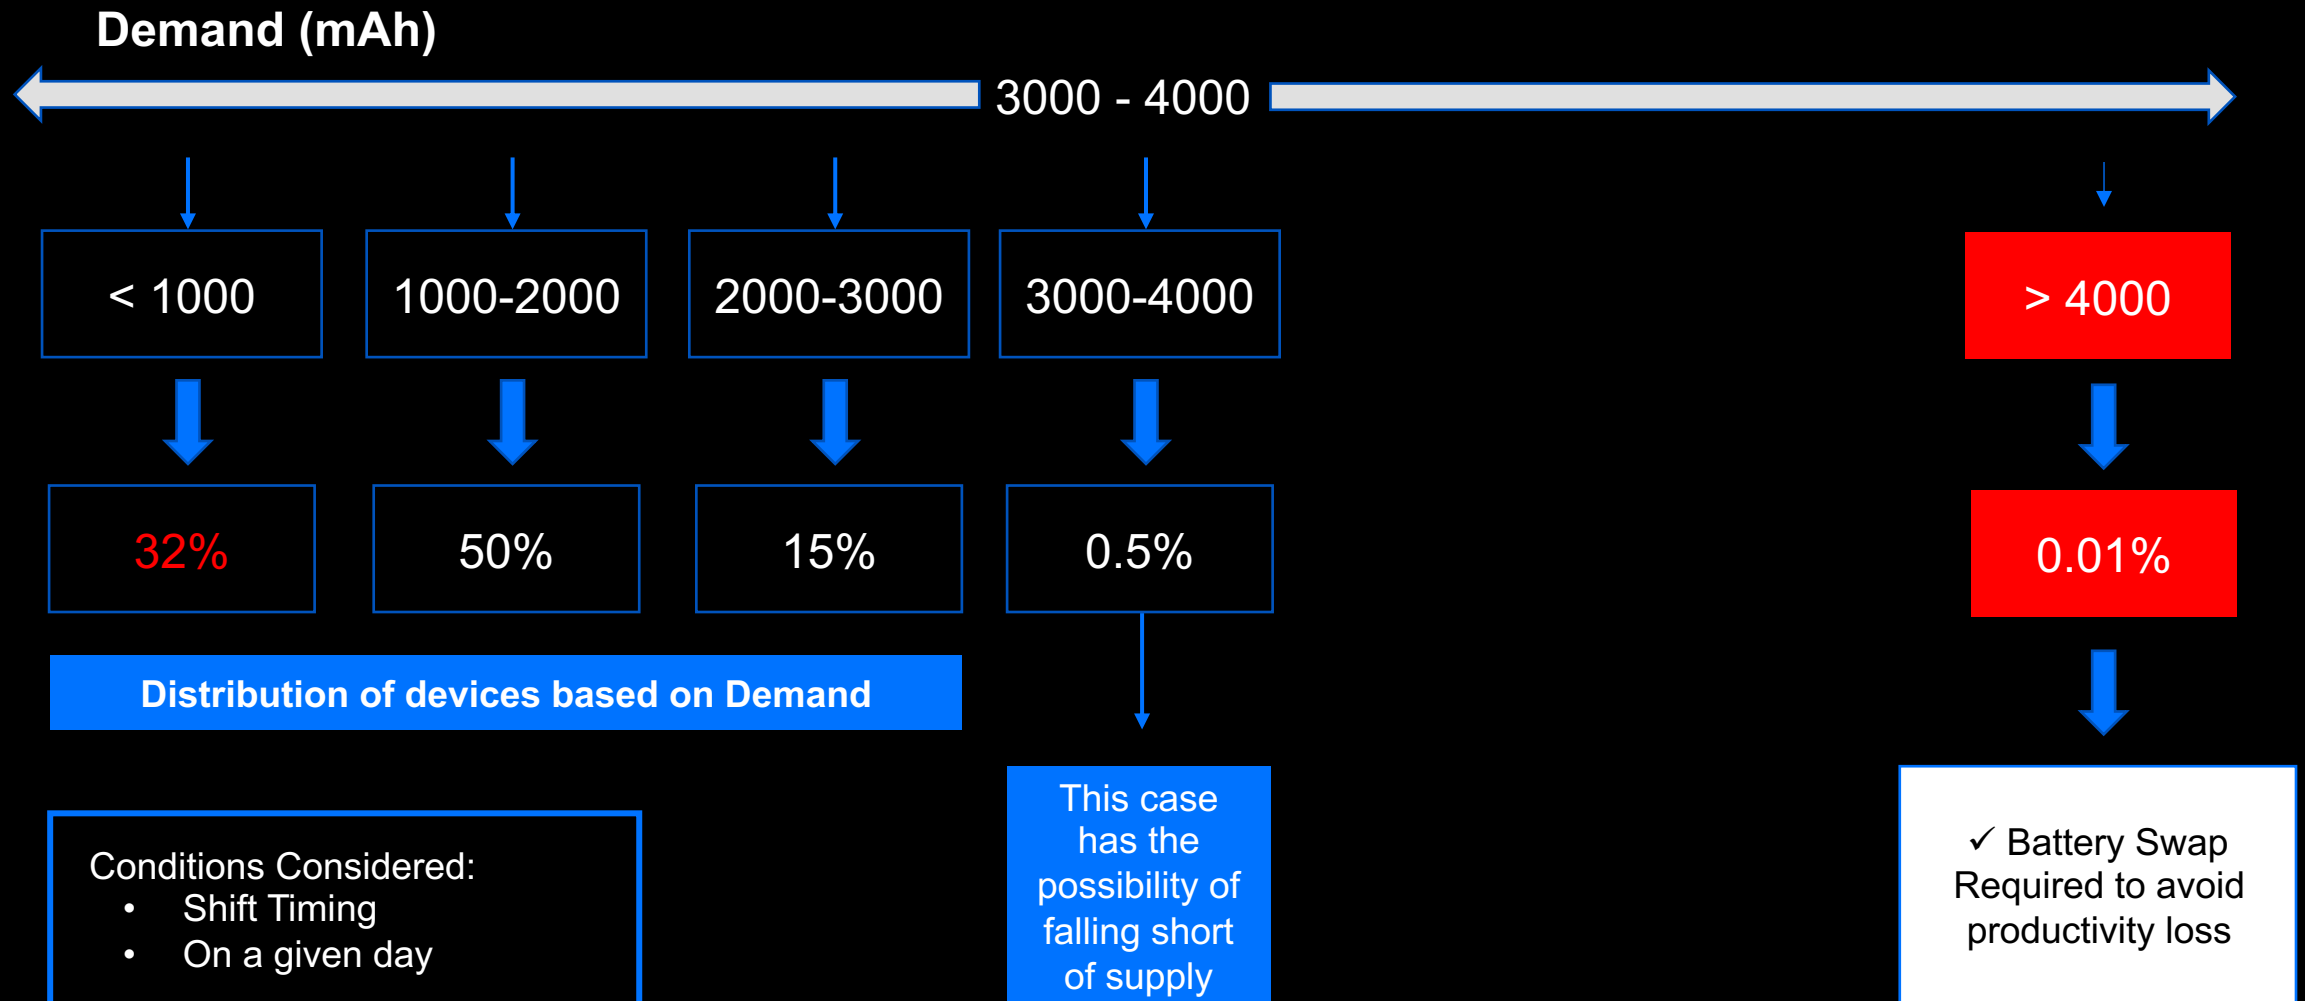 Demand (mAh)
3000 - 4000
< 1000
1000-2000
2000-3000
3000-4000
> 4000
32%
50%
15%
0.5%
0.01%
Distribution of devices based on Demand
Conditions Considered:
• Shift Timing
• On a given day
This case
has the
possibility of
falling short
of supply
✓ Battery Swap
Required to avoid
productivity loss